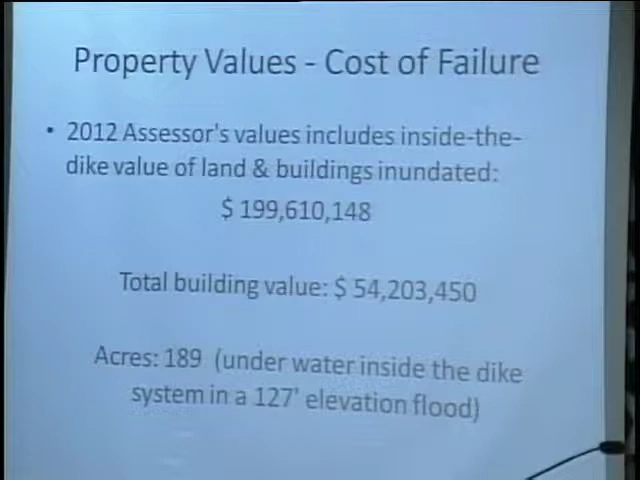 Property Values - Cost of Failure
• 2012 Assessor's values includes inside-the-
dike value of land & buildings inundated:
$ 199,610,148
Total building value: $ 54,203,450
Acres: 189 (under water inside the dike
system in a 127' elevation flood)